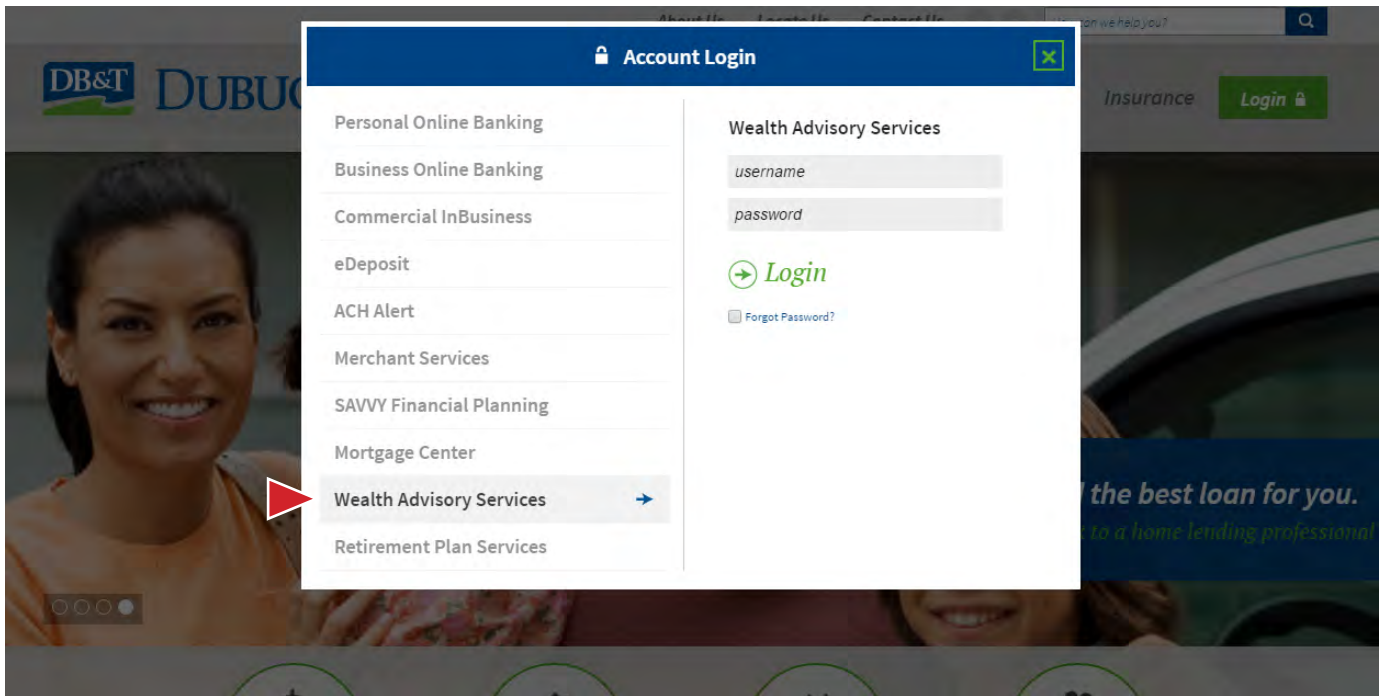 About Us Locate Us Contact Us
can we help you?
Account Login
DB&T DUBUQ
Insurance
Login
Personal Online Banking
Business Online Banking
Commercial InBusiness
eDeposit
ACH Alert
Merchant Services
SAVVY Financial Planning
Mortgage Center
Wealth Advisory Services
Retirement Plan Services
Wealth Advisory Services
username
password
Login
Forgot Password?
the best loan for you.
to a home lending professional